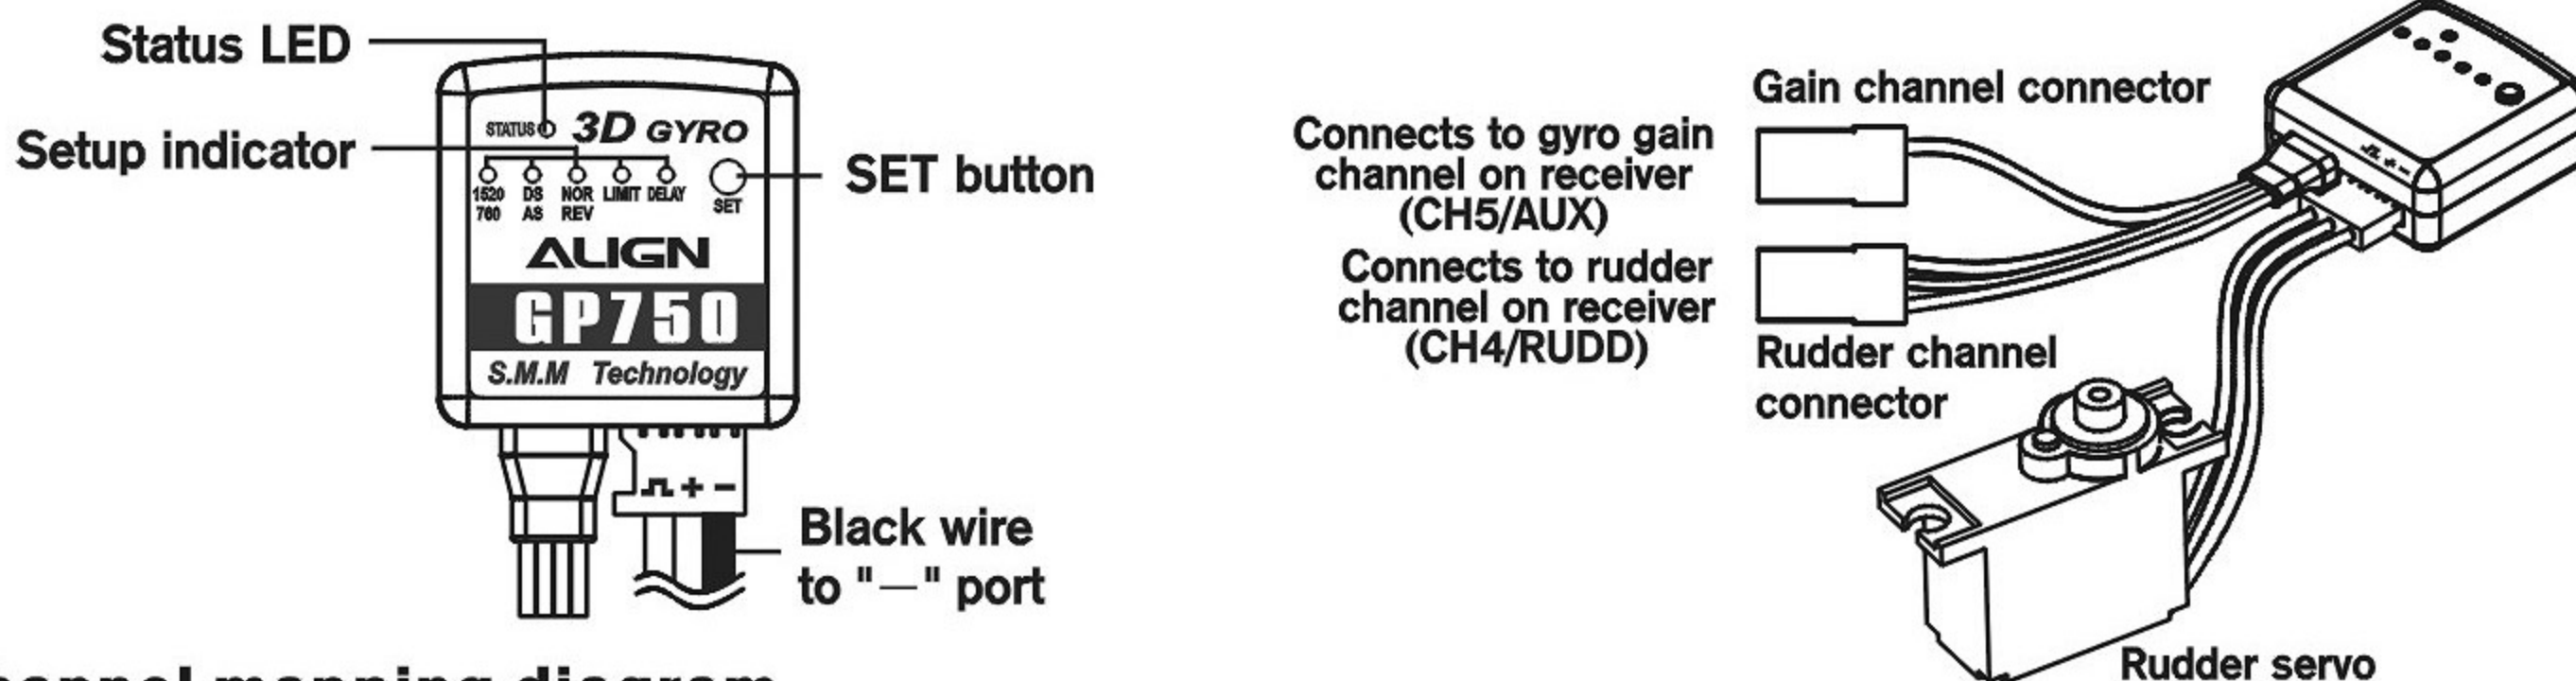 Status LED
Setup indicator
STATUS 3D GYRO
1520 DS NOR LIMIT DELAY
760 AS REV
SET
SET button
ALIGN
GP750
S.M.M Technology
+ -
Black wire
to "—" port
Gain channel connector
Connects to gyro gain
channel on receiver
(CH5/AUX)
Connects to rudder
channel on receiver
(CH4/RUDD)
Rudder channel
connector
+ -
Rudder servo
mapping diagram